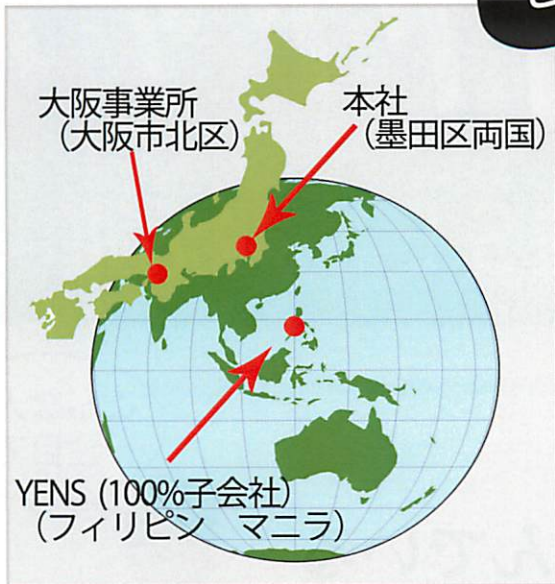 大阪事業所
（大阪市北区）
本社
（墨田区両国）
YENS (100%子会社)
（フィリピン　マニラ）